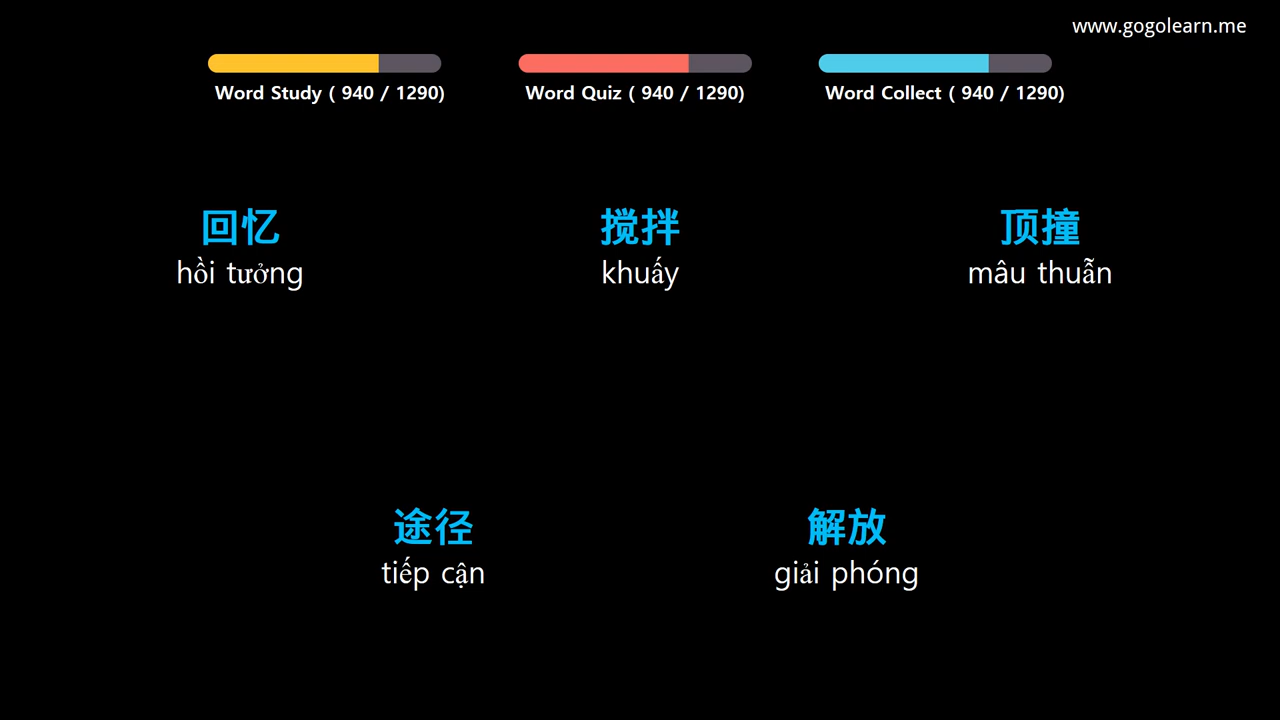 www.gogolearn.me
Word Study ( 940 / 1290)
Word Quiz ( 940 / 1290)
Word Collect ( 940 / 1290)
回忆
hồi tưởng
搅拌
khuấy
顶撞
mâu thuẫn
途径
tiếp cận
解放
giải phóng